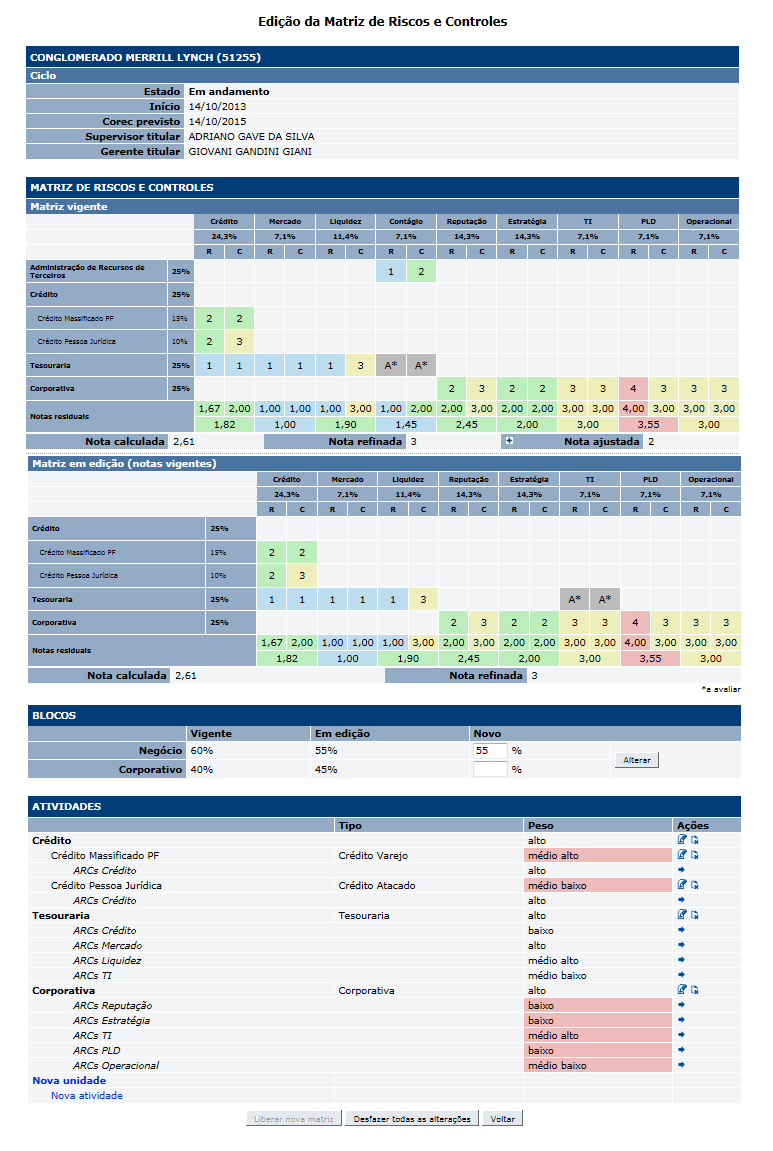 Edição da Matriz de Riscos e Controles
CONGLOMERADO MERRILL LYNCH (51255)
Ciclo
Estado Em andamento
Início 14/10/2013
Corec previsto 14/10/2015
Supervisor titular ADRIANO GAVE DA SILVA
Gerente titular GIOVANI GANDINI GIANI
MATRIZ DE RISCOS E CONTROLES
Matriz vigente
Crédito Mercado Liquidez Contágio Reputação Estratégia TI PLD Operacional
24,3% 7,1% 11,4% 7,1% 14,3% 14,3% 7,1% 7,1% 7,1%
R C R C R C R C R C R C R C R C R C
Administração de Recursos de Terceiros 25% 1 2
Crédito 25%
Crédito Massificado PF 15% 2 2
Crédito Pessoa Jurídica 10% 2 3
Tesouraria 25% 1 1 1 1 1 3 A* A*
Corporativa 25% 2 3 2 2 3 3 4 3 3 3
Notas residuais 1,67 2,00 1,00 1,00 1,00 3,00 1,00 2,00 2,00 3,00 2,00 2,00 3,00 3,00 4,00 3,00 3,00 3,00
1,82 1,00 1,90 1,45 2,45 2,00 3,00 3,55 3,00
Nota calculada 2,61 Nota refinada 3 Nota ajustada 2
Matriz em edição (notas vigentes)
Crédito Mercado Liquidez Reputação Estratégia TI PLD Operacional
24,3% 7,1% 11,4% 14,3% 14,3% 7,1% 7,1% 7,1%
R C R C R C R C R C R C R C R C
Crédito 25%
Crédito Massificado PF 15% 2 2
Crédito Pessoa Jurídica 10% 2 3
Tesouraria 25% 1 1 1 1 1 3 A* A*
Corporativa 25% 2 3 2 2 3 3 4 3 3 3
Notas residuais 1,67 2,00 1,00 1,00 1,00 3,00 2,00 3,00 2,00 2,00 3,00 3,00 4,00 3,00 3,00 3,00
1,82 1,00 1,90 2,45 2,00 3,00 3,55 3,00
Nota calculada 2,61 Nota refinada 3
*a avaliar
BLOCOS
Vigente Em edição Novo
Negócio 60% 55% 55 %
Alterar
Corporativo 40% 45% %
ATIVIDADES
Tipo Peso Ações
Crédito alto
Crédito Massificado PF Crédito Varejo médio alto
ARCs Crédito alto
Crédito Pessoa Jurídica Crédito Atacado médio baixo
ARCs Crédito alto
Tesouraria Tesouraria alto
ARCs Crédito baixo
ARCs Mercado alto
ARCs Liquidez médio alto
ARCs TI médio baixo
Corporativa Corporativa alto
ARCs Reputação baixo
ARCs Estratégia baixo
ARCs TI médio alto
ARCs PLD baixo
ARCs Operacional médio baixo
Nova unidade
Nova atividade
Liberar nova matriz Desfazer todas as alterações Voltar